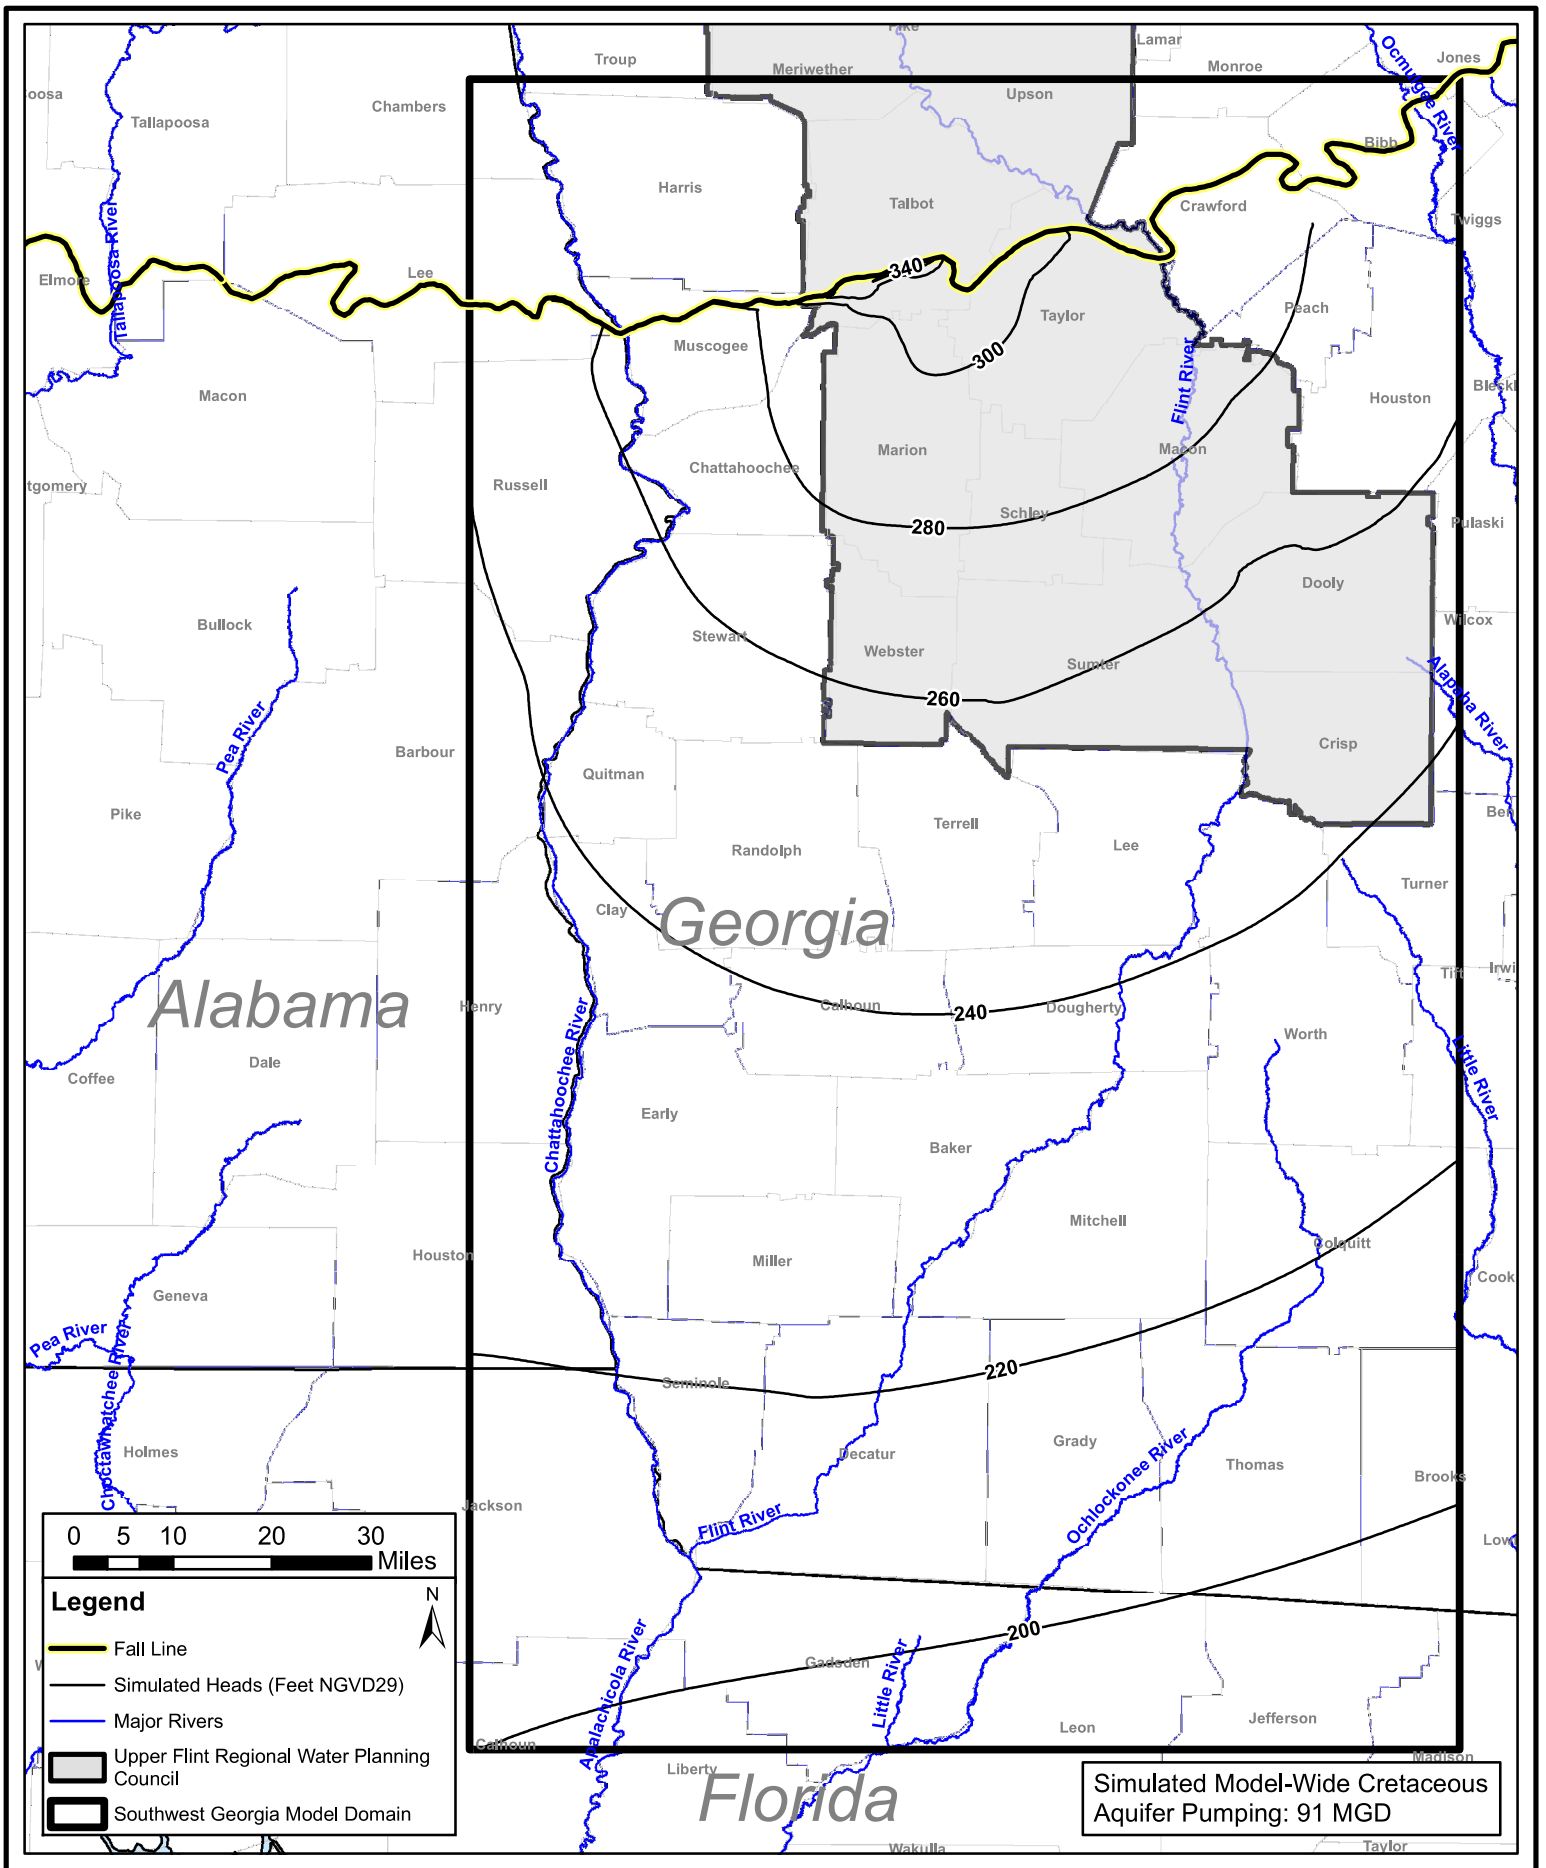 Pike
Lamar
Troup
Meriwether
Monroe
Jones
Ocmulgee River
Upson
Chambers
Tallapoosa
Bibb
Harris
Talbot
Crawford
Twiggs
Tallapoosa River
Elmore
Lee
340
Peach
Taylor
Muscogee
300
Flint River
Macon
Houston
Marion
Macon
Chattahoochee
Russell
Schley
280
Pulaski
Dooly
Bullock
Stewart
Webster
Sumter
Wilcox
Alapaha River
260
Pea River
Barbour
Quitman
Crisp
Pike
Terrell
Lee
Randolph
Turner
Clay
Georgia
Alabama
Henry
Calhoun
240
Dougherty
Tift
Worth
Chattahoochee River
Dale
Coffee
Little River
Early
Baker
Mitchell
Houston
Miller
Colquitt
Cook
Geneva
Pea River
Choctawhatchee River
220
Seminole
Holmes
Decatur
Grady
Thomas
Brooks
Ochlockonee River
Jackson
Flint River
0 5 10 20 30
Miles
Legend
N
Fall Line
Simulated Heads (Feet NGVD29)
Major Rivers
Upper Flint Regional Water Planning
Council
Southwest Georgia Model Domain
200
Apalachicola River
Gadsden
Little River
Leon
Jefferson
Calhoun
Liberty
Madison
Florida
Simulated Model-Wide Cretaceous
Aquifer Pumping: 91 MGD
Wakulla
Taylor